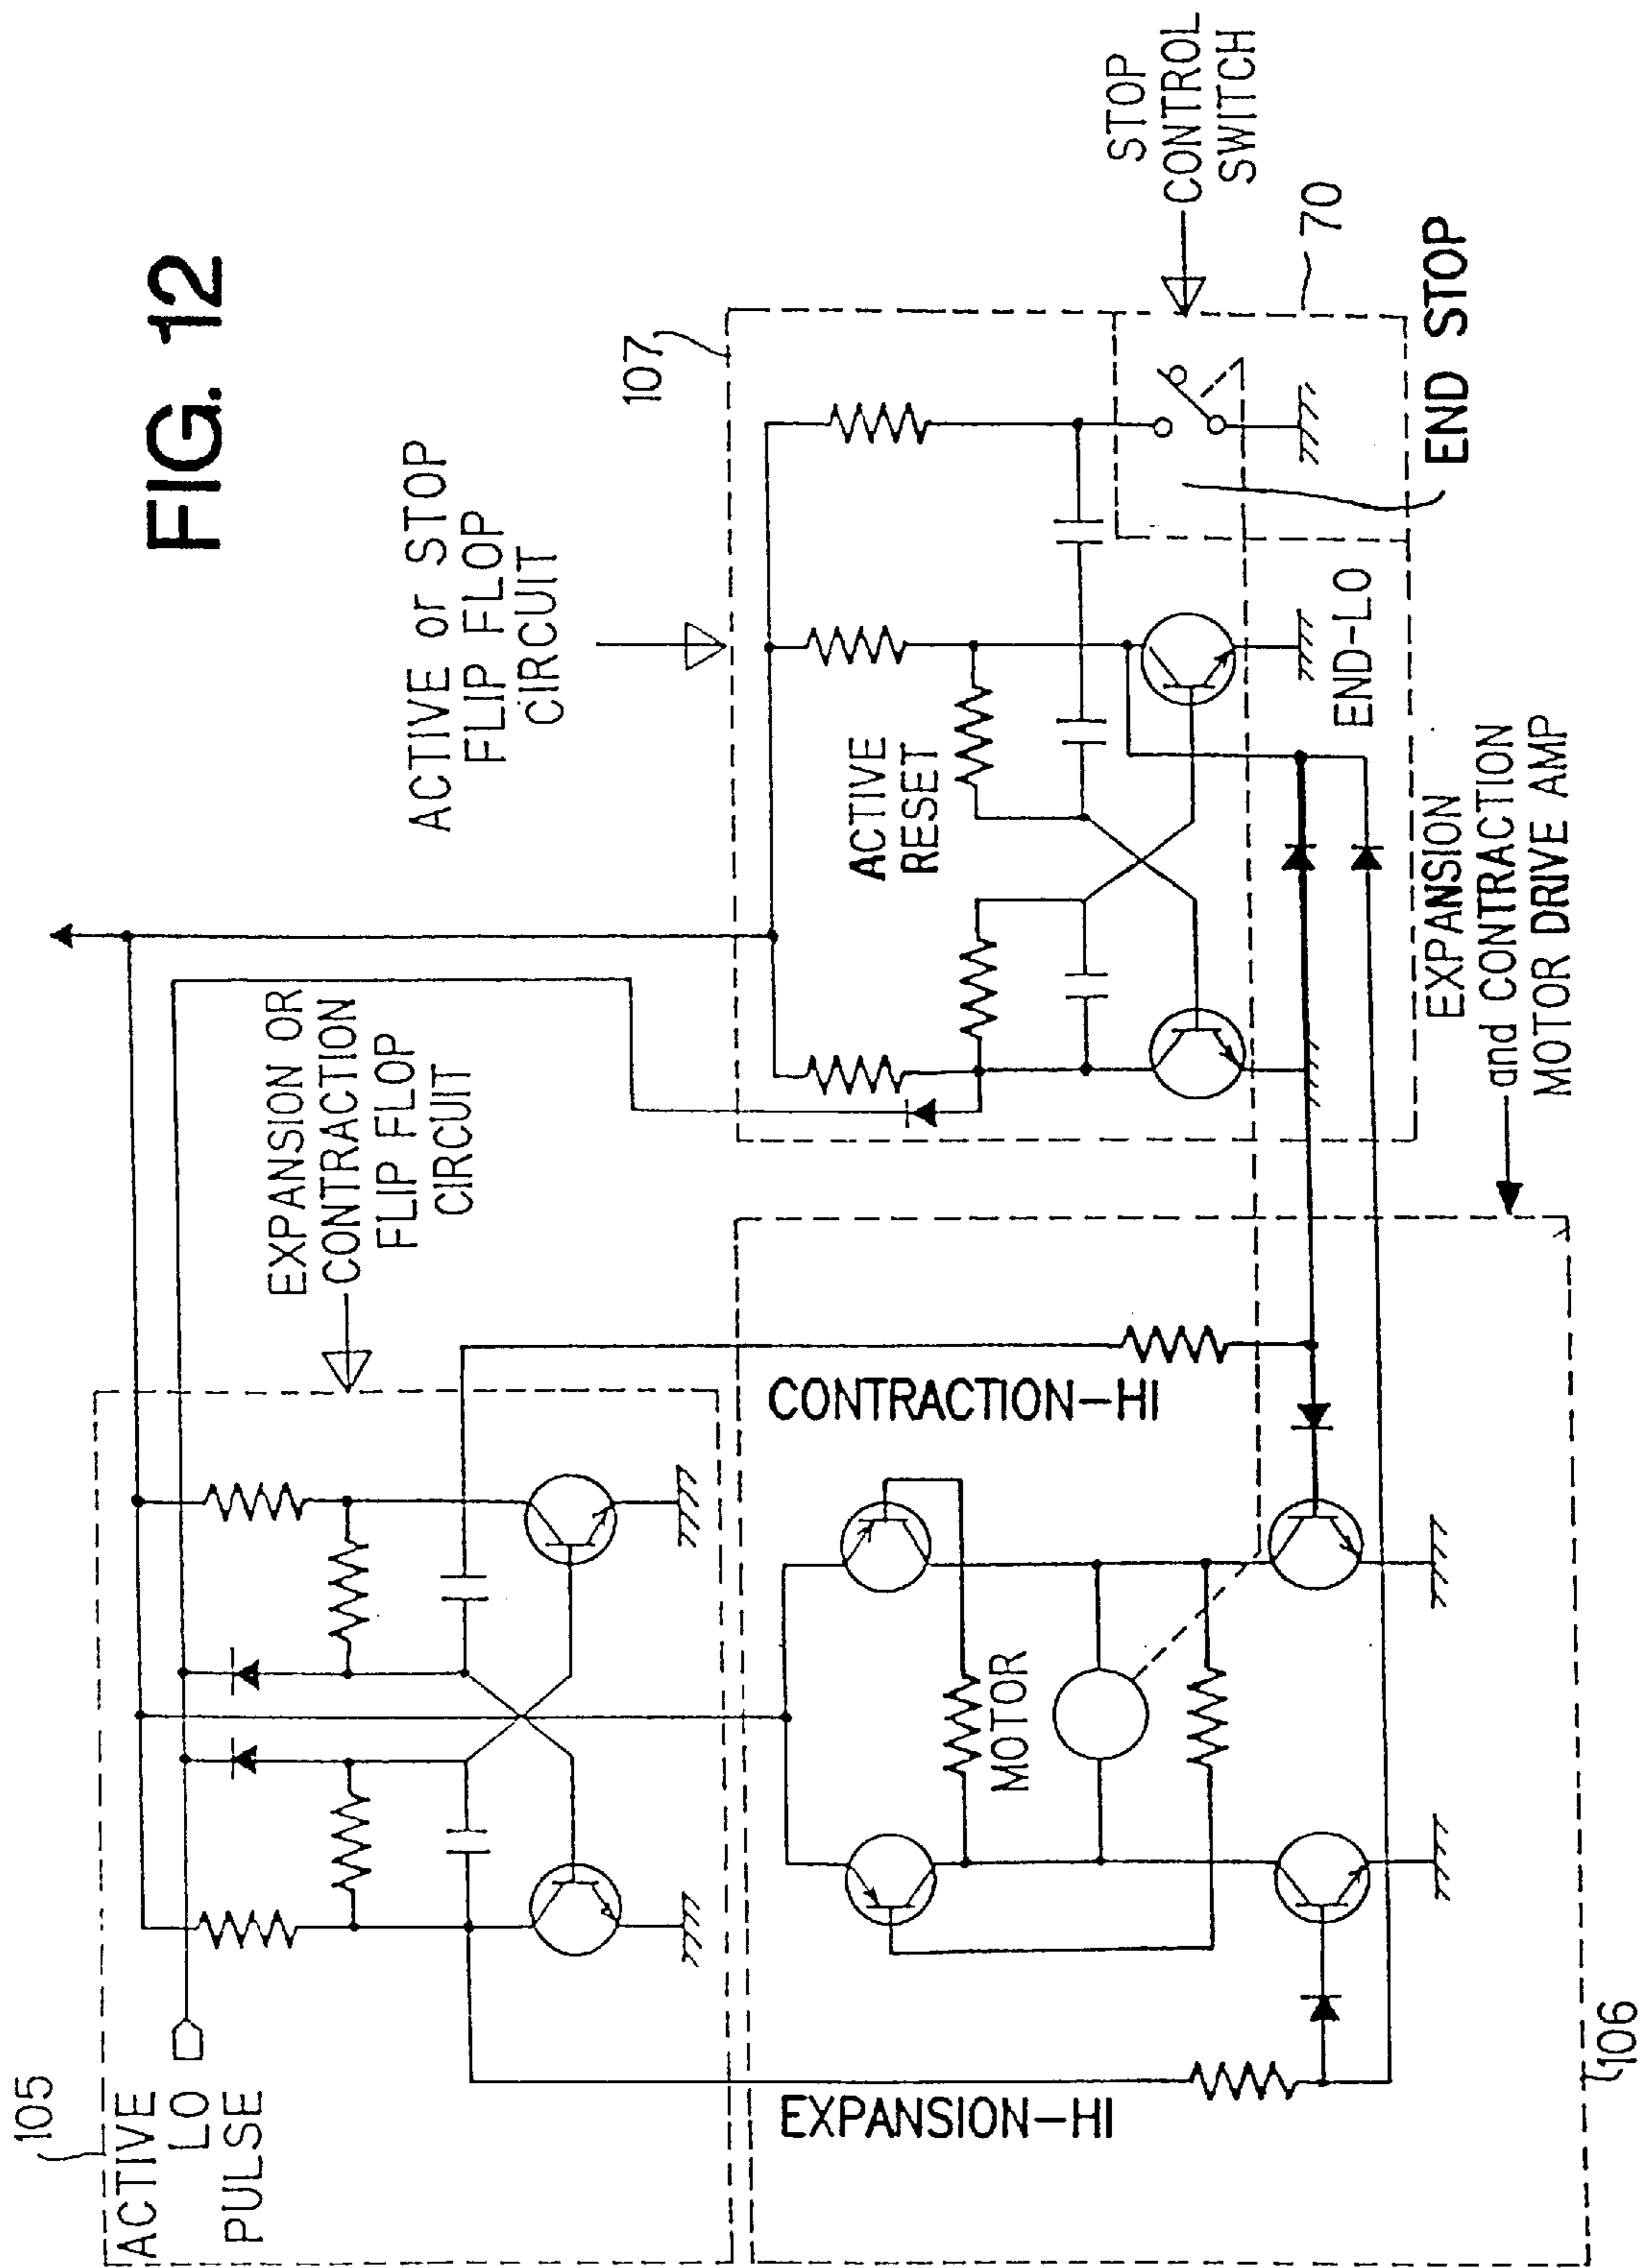 FIG. 12
105
ACTIVE
LO
PULSE
EXPANSION OR
CONTRACTION
FLIP FLOP
CIRCUIT
ACTIVE or STOP
FLIP FLOP
CIRCUIT
107
STOP
CONTROL
SWITCH
70
END STOP
ACTIVE
RESET
END-LO
CONTRACTION-HI
MOTOR
EXPANSION-HI
EXPANSION
and CONTRACTION
MOTOR DRIVE AMP
106